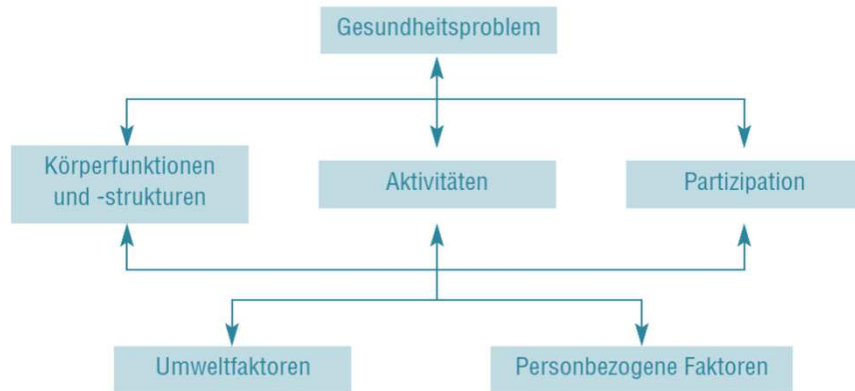 Gesundheitsproblem
Körperfunktionen
und -strukturen
Aktivitäten
Partizipation
Umweltfaktoren
Personbezogene Faktoren